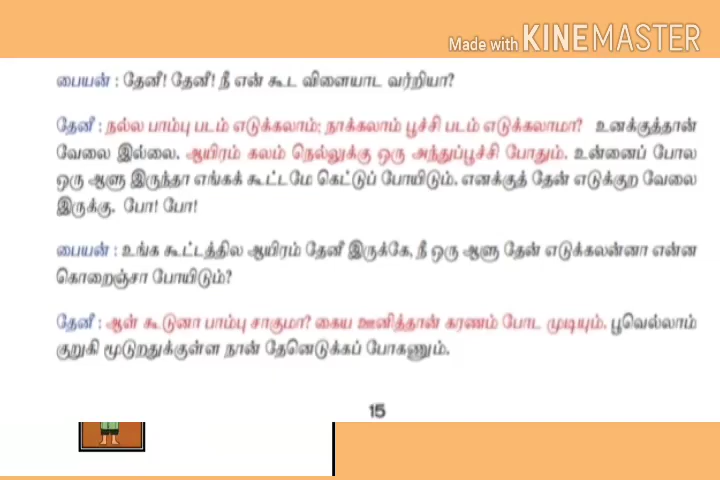 Made with KINEMASTER
பையன் : தேனீ! தேனீ! நீ என் கூட விளையாட வர்றியா?
தேனீ : நல்ல பாம்பு படம் எடுக்கலாம்; நாக்கலாம் பூச்சி படம் எடுக்கலாமா? உனக்குத்தான்
வேலை இல்லை. ஆயிரம் கலம் நெல்லுக்கு ஒரு அந்துப்பூச்சி போதும். உன்னைப் போல
ஒரு ஆளு இருந்தா எங்கக் கூட்டமே கெட்டுப் போயிடும். எனக்குத் தேன் எடுக்குற வேலை
இருக்கு. போ! போ!
பையன் : உங்க கூட்டத்தில ஆயிரம் தேனீ இருக்கே, நீ ஒரு ஆளு தேன் எடுக்கலன்னா என்ன
கொறைஞ்சா போயிடும்?
தேனீ : ஆள் கூடுனா பாம்பு சாகுமா? கைய ஊனித்தான் கரணம் போட முடியும். பூவெல்லாம்
குறுகி மூடுறதுக்குள்ள நான் தேனெடுக்கப் போகணும்.
15